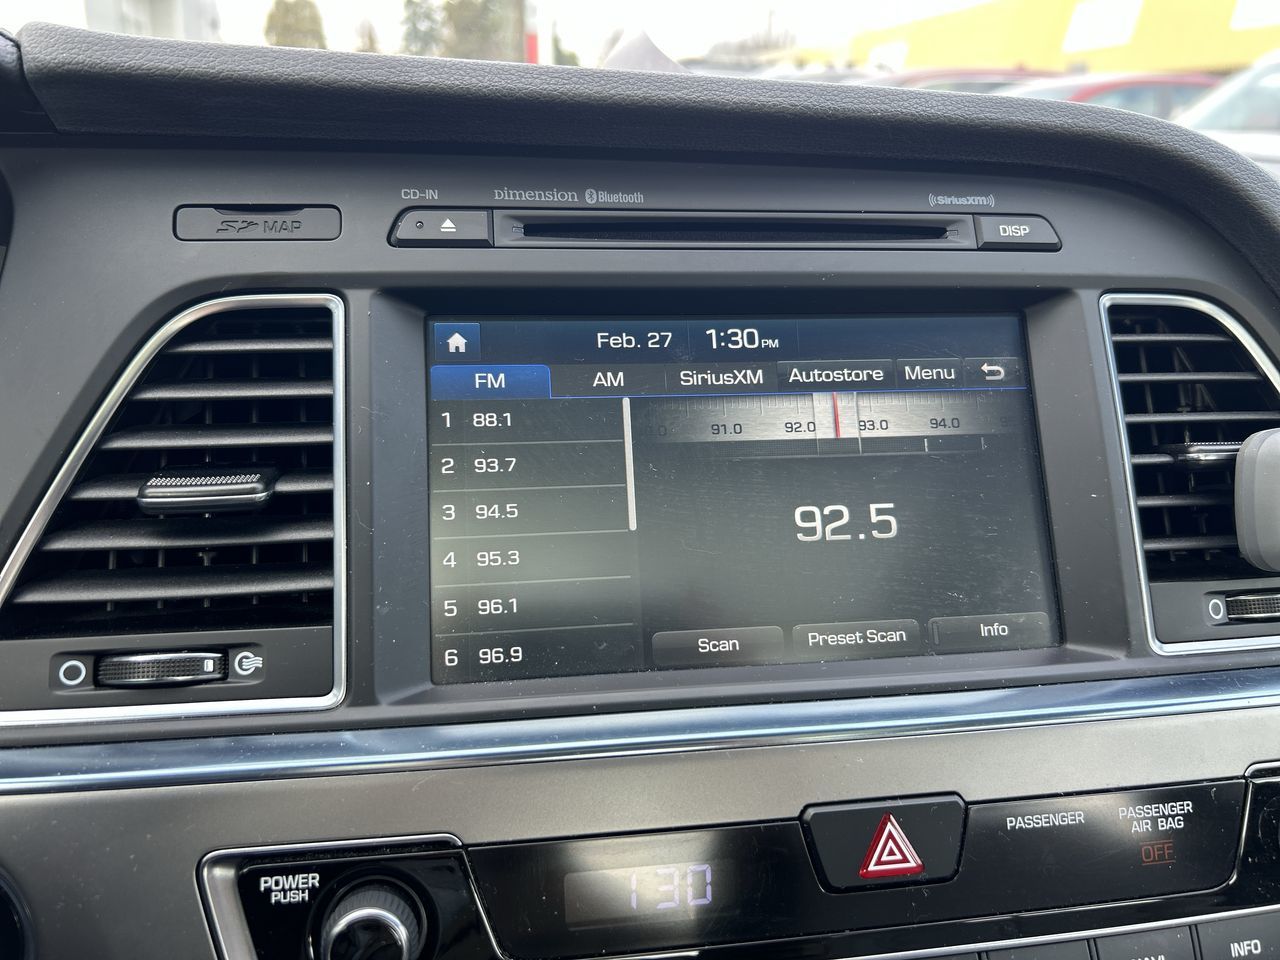 CD-IN Dimension Bluetooth ((SiriusXM))
SD MAP
DISP
Feb. 27 1:30 PM
FM AM SiriusXM Autostore Menu
1 88.1
2 93.7
3 94.5
4 95.3
5 96.1
6 96.9
91.0 92.0 93.0 94.0
92.5
Scan Preset Scan Info
PASSENGER
PASSENGER
AIR BAG
OFF
POWER
PUSH
1:30
INFO